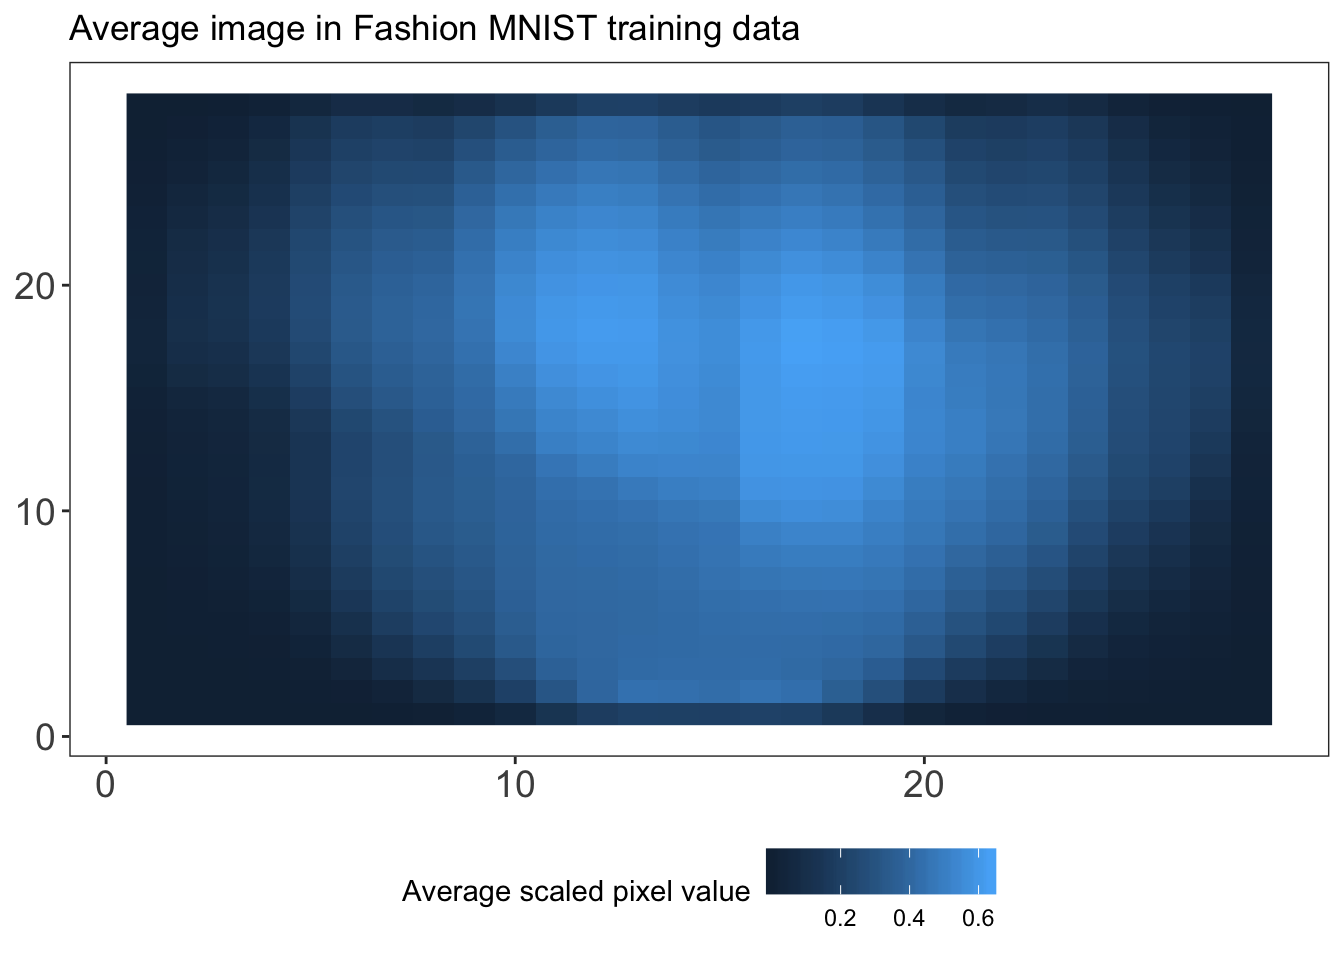 Average image in Fashion MNIST training data
20
10
0
0 10 20
Average scaled pixel value
0.2 0.4 0.6